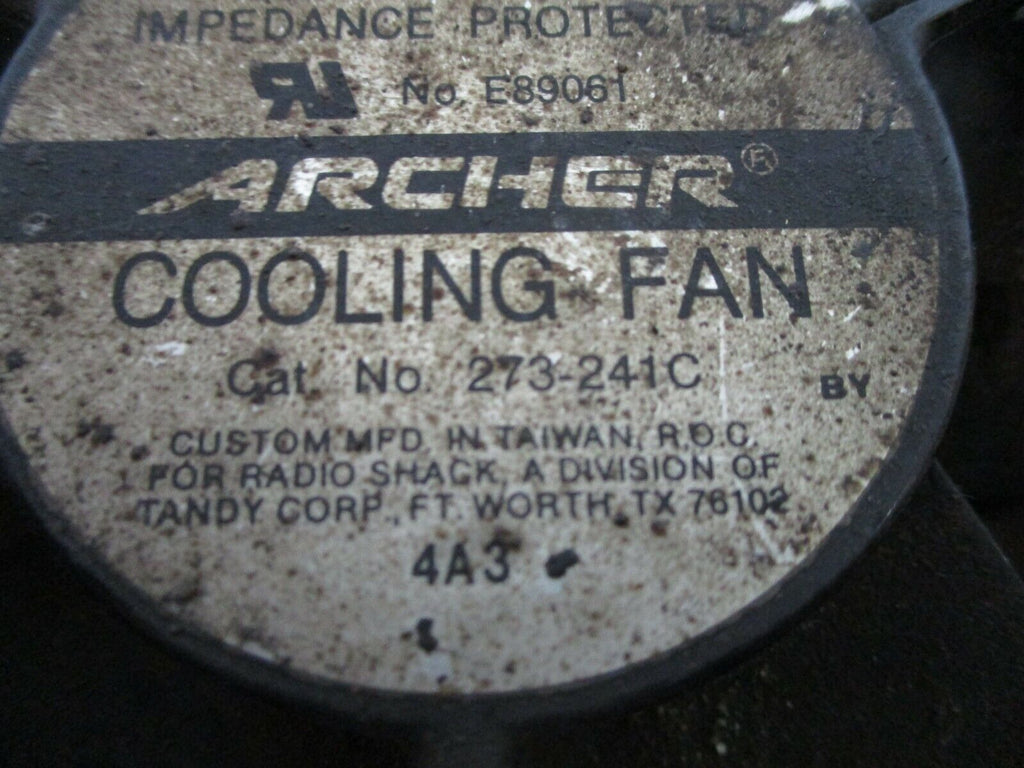 IMPEDANCE PROTECTED
RU No. E89061
ARCHER®
COOLING FAN
Cat. No. 273-241C
BY
CUSTOM MFD. IN TAIWAN, R.O.C.
FOR RADIO SHACK, A DIVISION OF
TANDY CORP., FT. WORTH, TX 76102
4A3